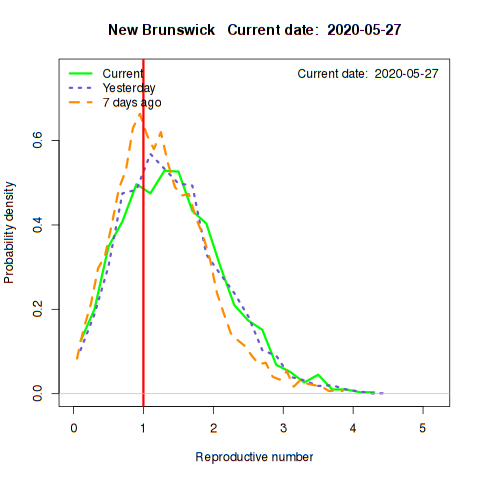 New Brunswick   Current date:  2020-05-27
Current date:  2020-05-27
Current
Yesterday
7 days ago
Probability density
0.6
0.4
0.2
0.0
0 1 2 3 4 5
Reproductive number